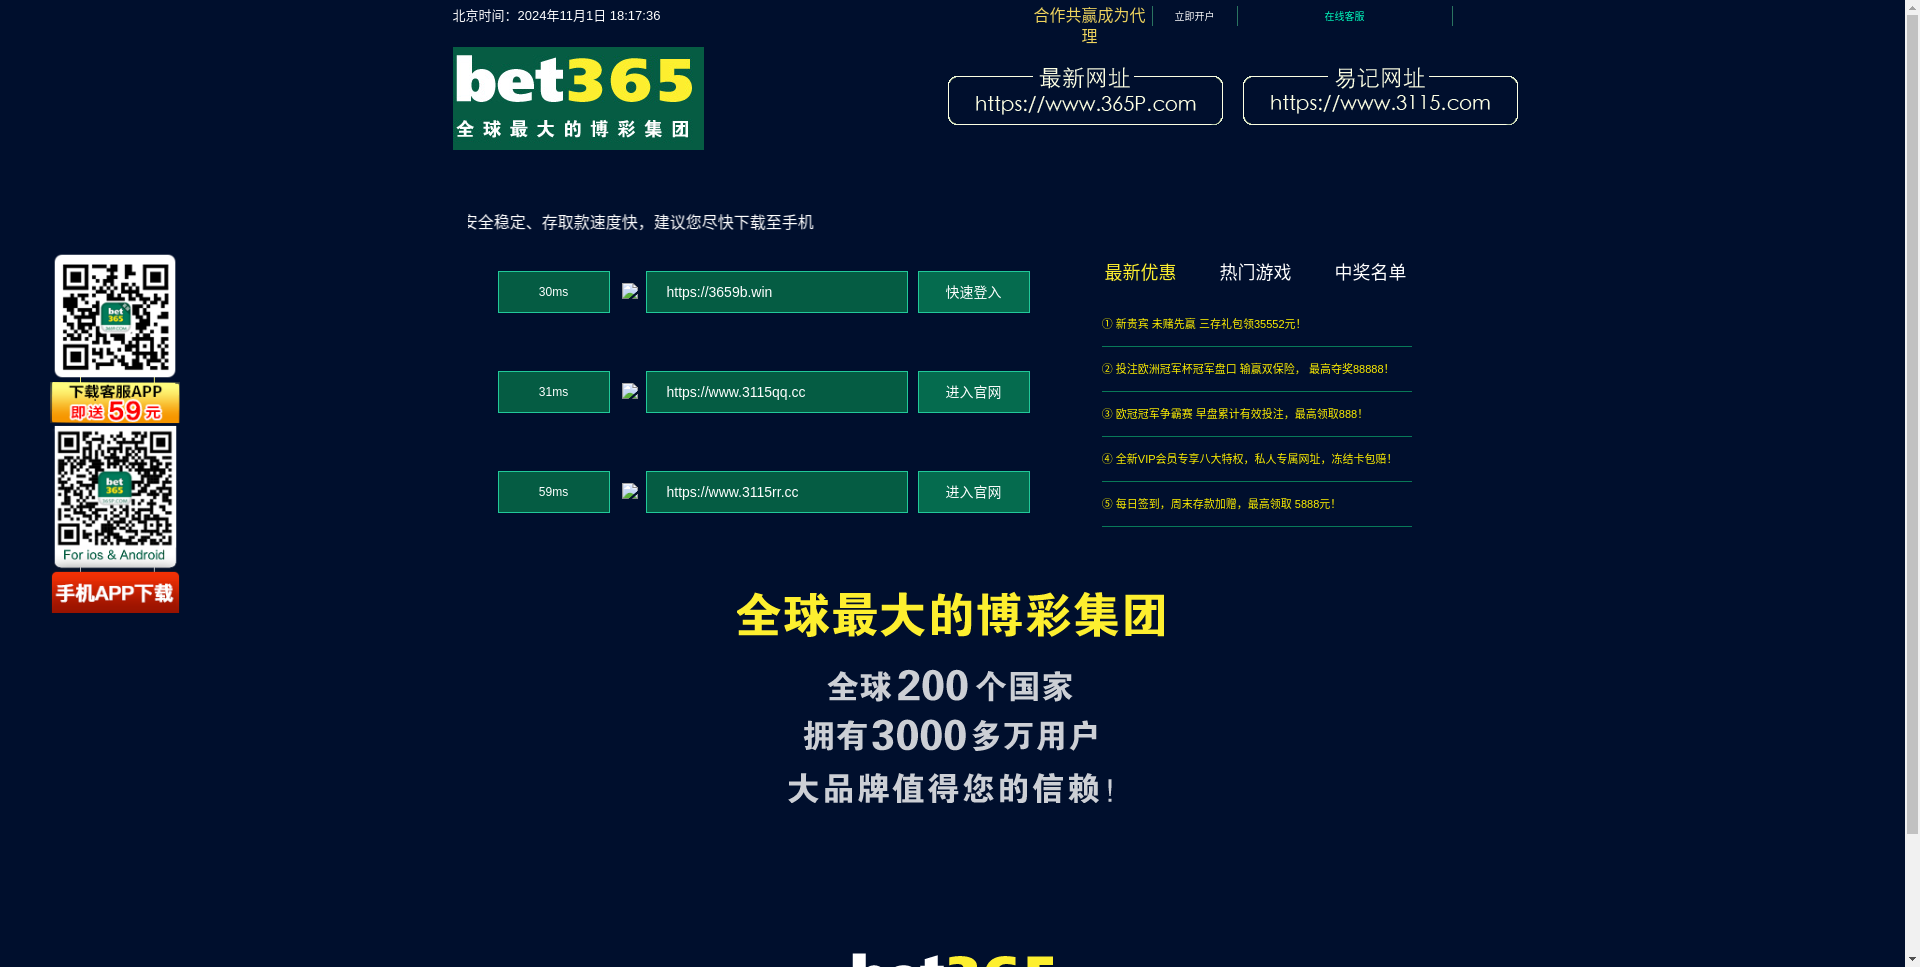 北京时间：2024年11月1日 18:17:36
合作共赢成为代
理
立即开户
在线客服
bet365
全球最大的博彩集团
最新网址
https://www.365P.com
易记网址
https://www.3115.com
安全稳定、存取款速度快，建议您尽快下载至手机
30ms
https://3659b.win
快速登入
31ms
https://www.3115qq.cc
进入官网
59ms
https://www.3115rr.cc
进入官网
最新优惠
热门游戏
中奖名单
① 新贵宾 未赌先赢 三存礼包领35552元！
② 投注欧洲冠军杯冠军盘口 输赢双保险， 最高夺奖88888！
③ 欧冠冠军争霸赛 早盘累计有效投注，最高领取888！
④ 全新VIP会员专享八大特权，私人专属网址，冻结卡包赔！
⑤ 每日签到，周末存款加赠，最高领取 5888元！
bet
365
下载客服APP
即送59元
bet
365
For ios & Android
手机APP下载
全球最大的博彩集团
全球200个国家
拥有3000多万用户
大品牌值得您的信赖！
bet365